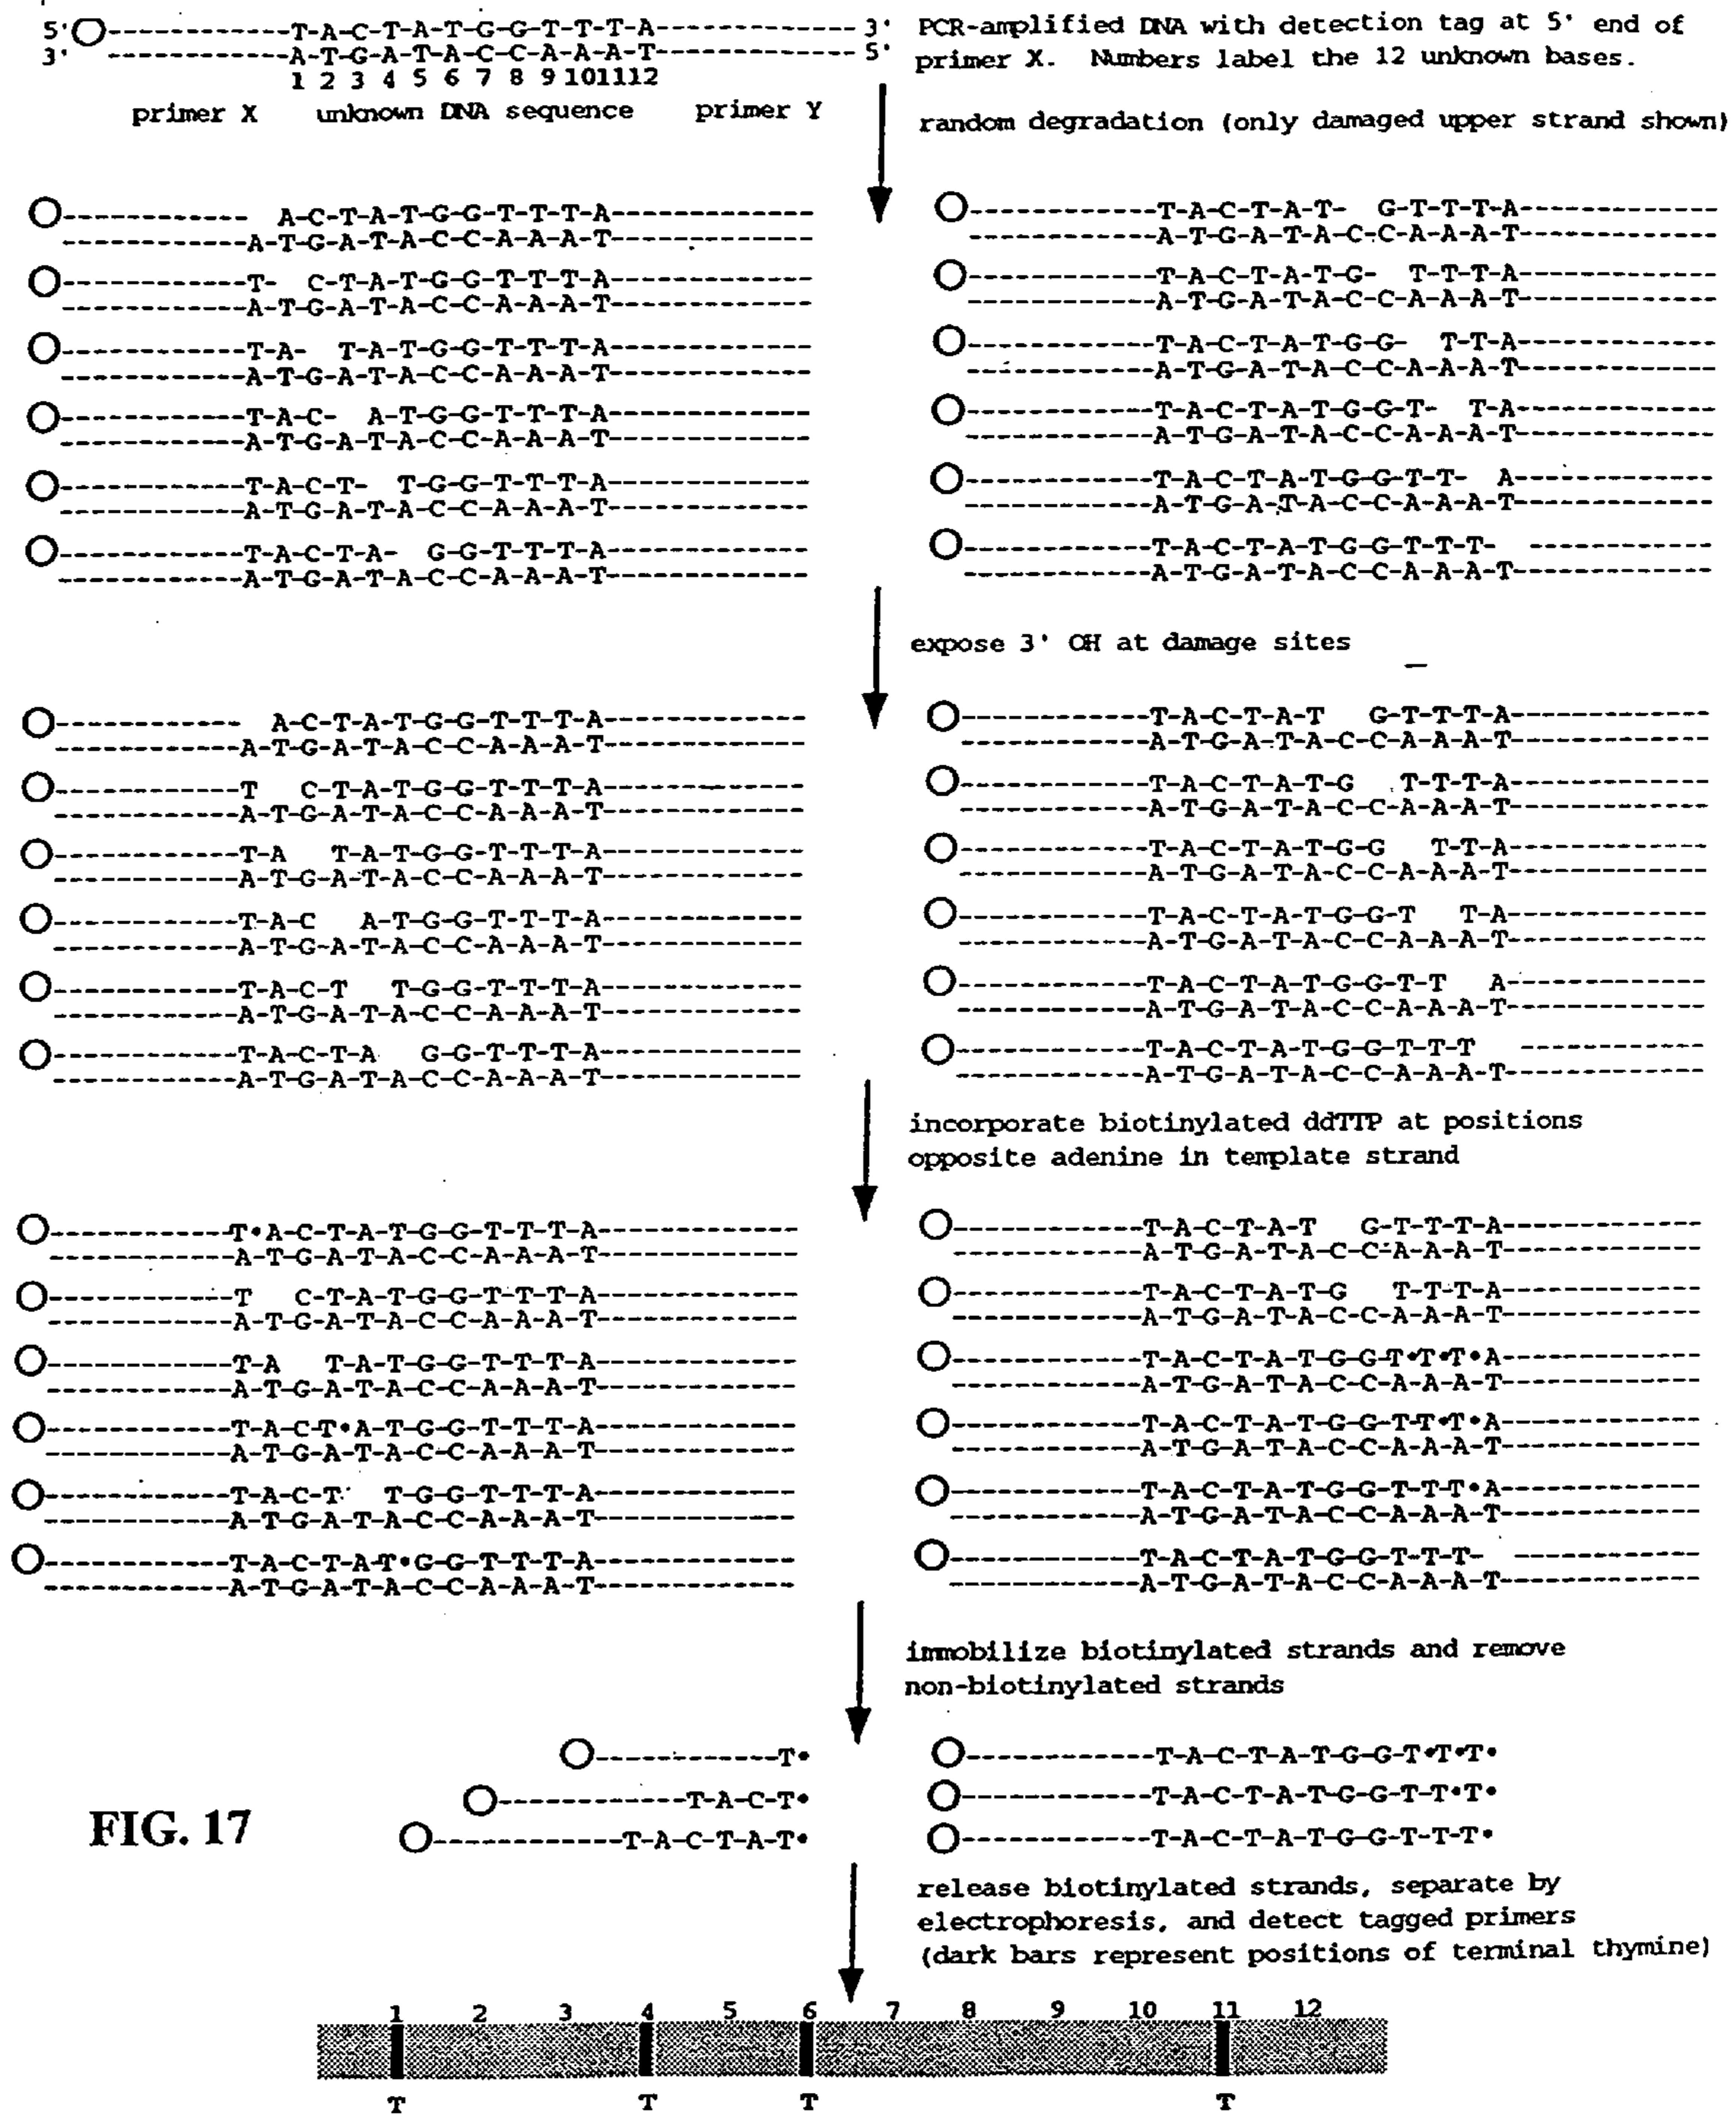 5' T-A-C-T-A-T-G-G-T-T-T-A 3'
3' A-T-G-A-T-A-C-C-A-A-A-T 5'
1 2 3 4 5 6 7 8 9 10 11 12
primer X unknown DNA sequence primer Y
PCR-amplified DNA with detection tag at 5' end of
primer X. Numbers label the 12 unknown bases.
random degradation (only damaged upper strand shown)
A-C-T-A-T-G-G-T-T-T-A
A-T-G-A-T-A-C-C-A-A-A-T
T- C-T-A-T-G-G-T-T-T-A
A-T-G-A-T-A-C-C-A-A-A-T
T-A- T-A-T-G-G-T-T-T-A
A-T-G-A-T-A-C-C-A-A-A-T
T-A-C- A-T-G-G-T-T-T-A
A-T-G-A-T-A-C-C-A-A-A-T
T-A-C-T- T-G-G-T-T-T-A
A-T-G-A-T-A-C-C-A-A-A-T
T-A-C-T-A- G-G-T-T-T-A
A-T-G-A-T-A-C-C-A-A-A-T
T-A-C-T-A-T- G-T-T-T-A
A-T-G-A-T-A-C-C-A-A-A-T
T-A-C-T-A-T-G- T-T-T-A
A-T-G-A-T-A-C-C-A-A-A-T
T-A-C-T-A-T-G-G- T-T-A
A-T-G-A-T-A-C-C-A-A-A-T
T-A-C-T-A-T-G-G-T- T-A
A-T-G-A-T-A-C-C-A-A-A-T
T-A-C-T-A-T-G-G-T-T- A
A-T-G-A-T-A-C-C-A-A-A-T
T-A-C-T-A-T-G-G-T-T-T-
A-T-G-A-T-A-C-C-A-A-A-T
expose 3' OH at damage sites
A-C-T-A-T-G-G-T-T-T-A
A-T-G-A-T-A-C-C-A-A-A-T
T C-T-A-T-G-G-T-T-T-A
A-T-G-A-T-A-C-C-A-A-A-T
T-A T-A-T-G-G-T-T-T-A
A-T-G-A-T-A-C-C-A-A-A-T
T-A-C A-T-G-G-T-T-T-A
A-T-G-A-T-A-C-C-A-A-A-T
T-A-C-T T-G-G-T-T-T-A
A-T-G-A-T-A-C-C-A-A-A-T
T-A-C-T-A G-G-T-T-T-A
A-T-G-A-T-A-C-C-A-A-A-T
T-A-C-T-A-T G-T-T-T-A
A-T-G-A-T-A-C-C-A-A-A-T
T-A-C-T-A-T-G T-T-T-A
A-T-G-A-T-A-C-C-A-A-A-T
T-A-C-T-A-T-G-G T-T-A
A-T-G-A-T-A-C-C-A-A-A-T
T-A-C-T-A-T-G-G-T T-A
A-T-G-A-T-A-C-C-A-A-A-T
T-A-C-T-A-T-G-G-T-T A
A-T-G-A-T-A-C-C-A-A-A-T
T-A-C-T-A-T-G-G-T-T-T
A-T-G-A-T-A-C-C-A-A-A-T
incorporate biotinylated ddTTP at positions
opposite adenine in template strand
T•A-C-T-A-T-G-G-T-T-T-A
A-T-G-A-T-A-C-C-A-A-A-T
T C-T-A-T-G-G-T-T-T-A
A-T-G-A-T-A-C-C-A-A-A-T
T-A T-A-T-G-G-T-T-T-A
A-T-G-A-T-A-C-C-A-A-A-T
T-A-C-T•A-T-G-G-T-T-T-A
A-T-G-A-T-A-C-C-A-A-A-T
T-A-C-T T-G-G-T-T-T-A
A-T-G-A-T-A-C-C-A-A-A-T
T-A-C-T-A-T•G-G-T-T-T-A
A-T-G-A-T-A-C-C-A-A-A-T
T-A-C-T-A-T G-T-T-T-A
A-T-G-A-T-A-C-C-A-A-A-T
T-A-C-T-A-T-G T-T-T-A
A-T-G-A-T-A-C-C-A-A-A-T
T-A-C-T-A-T-G-G-T•T•T•A
A-T-G-A-T-A-C-C-A-A-A-T
T-A-C-T-A-T-G-G-T-T•T•A
A-T-G-A-T-A-C-C-A-A-A-T
T-A-C-T-A-T-G-G-T-T-T•A
A-T-G-A-T-A-C-C-A-A-A-T
T-A-C-T-A-T-G-G-T-T-T-
A-T-G-A-T-A-C-C-A-A-A-T
immobilize biotinylated strands and remove
non-biotinylated strands
T•
T-A-C-T•
T-A-C-T-A-T•
T-A-C-T-A-T-G-G-T•T•T•
T-A-C-T-A-T-G-G-T-T•T•
T-A-C-T-A-T-G-G-T-T-T•
FIG. 17
release biotinylated strands, separate by
electrophoresis, and detect tagged primers
(dark bars represent positions of terminal thymine)
1 2 3 4 5 6 7 8 9 10 11 12
T T T T